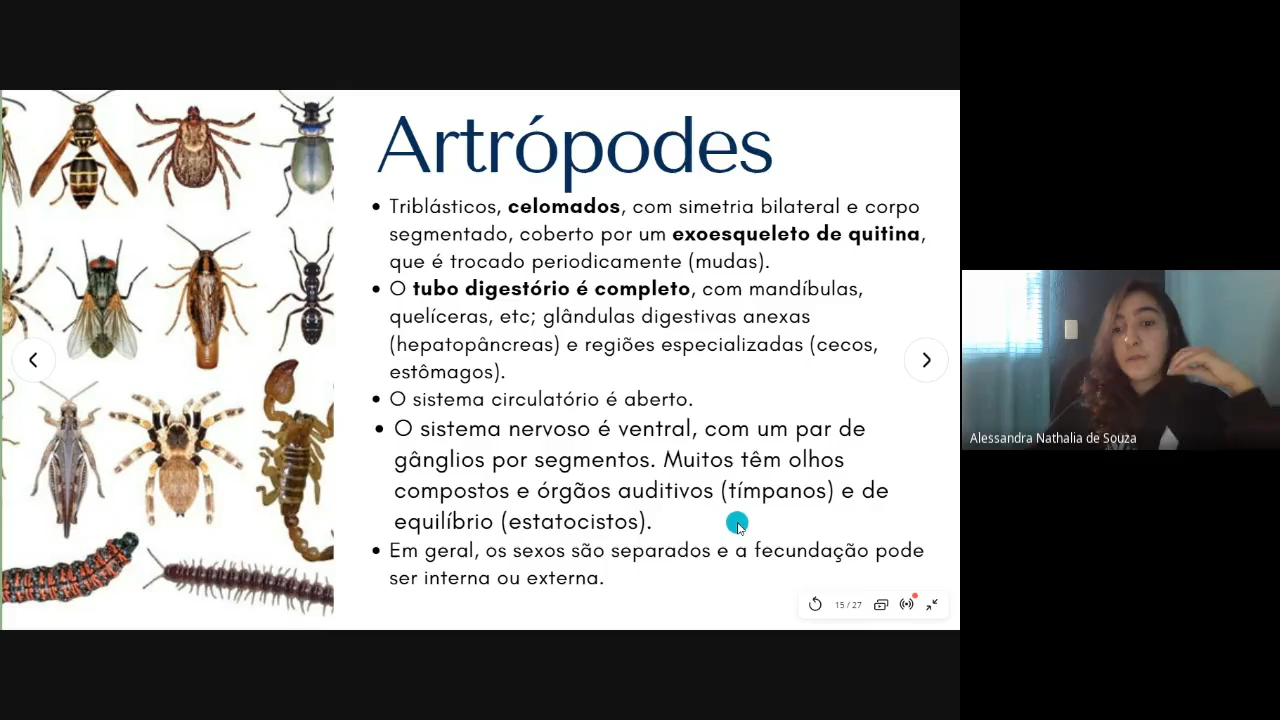 Artrópodes
• Triblásticos, celomados, com simetria bilateral e corpo
segmentado, coberto por um exoesqueleto de quitina,
que é trocado periodicamente (mudas).
• O tubo digestório é completo, com mandíbulas,
quelíceras, etc; glândulas digestivas anexas
(hepatopâncreas) e regiões especializadas (cecos,
estômagos).
• O sistema circulatório é aberto.
• O sistema nervoso é ventral, com um par de
gânglios por segmentos. Muitos têm olhos
compostos e órgãos auditivos (tímpanos) e de
equilíbrio (estatocistos).
• Em geral, os sexos são separados e a fecundação pode
ser interna ou externa.
15 / 27
Alessandra Nathalia de Souza